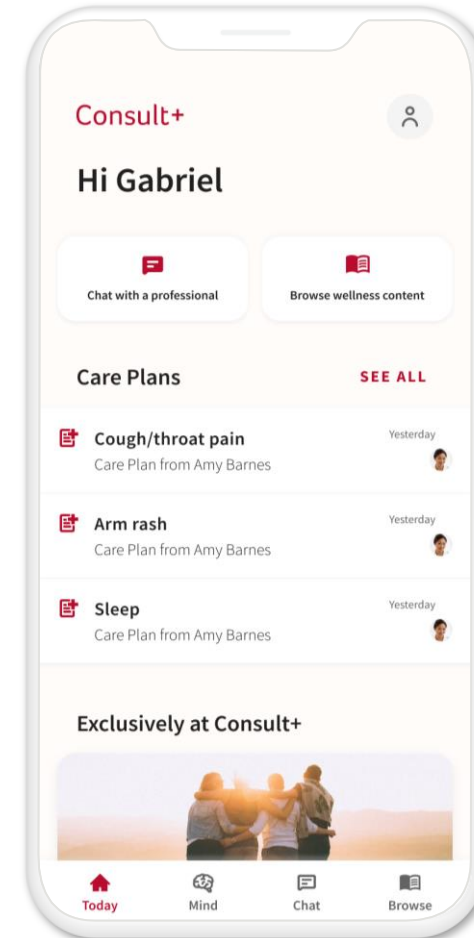 Consult+
Hi Gabriel
Chat with a professional
Browse wellness content
Care Plans
SEE ALL
Cough/throat pain
Yesterday
Care Plan from Amy Barnes
Arm rash
Yesterday
Care Plan from Amy Barnes
Sleep
Yesterday
Care Plan from Amy Barnes
Exclusively at Consult+
Today
Mind
Chat
Browse